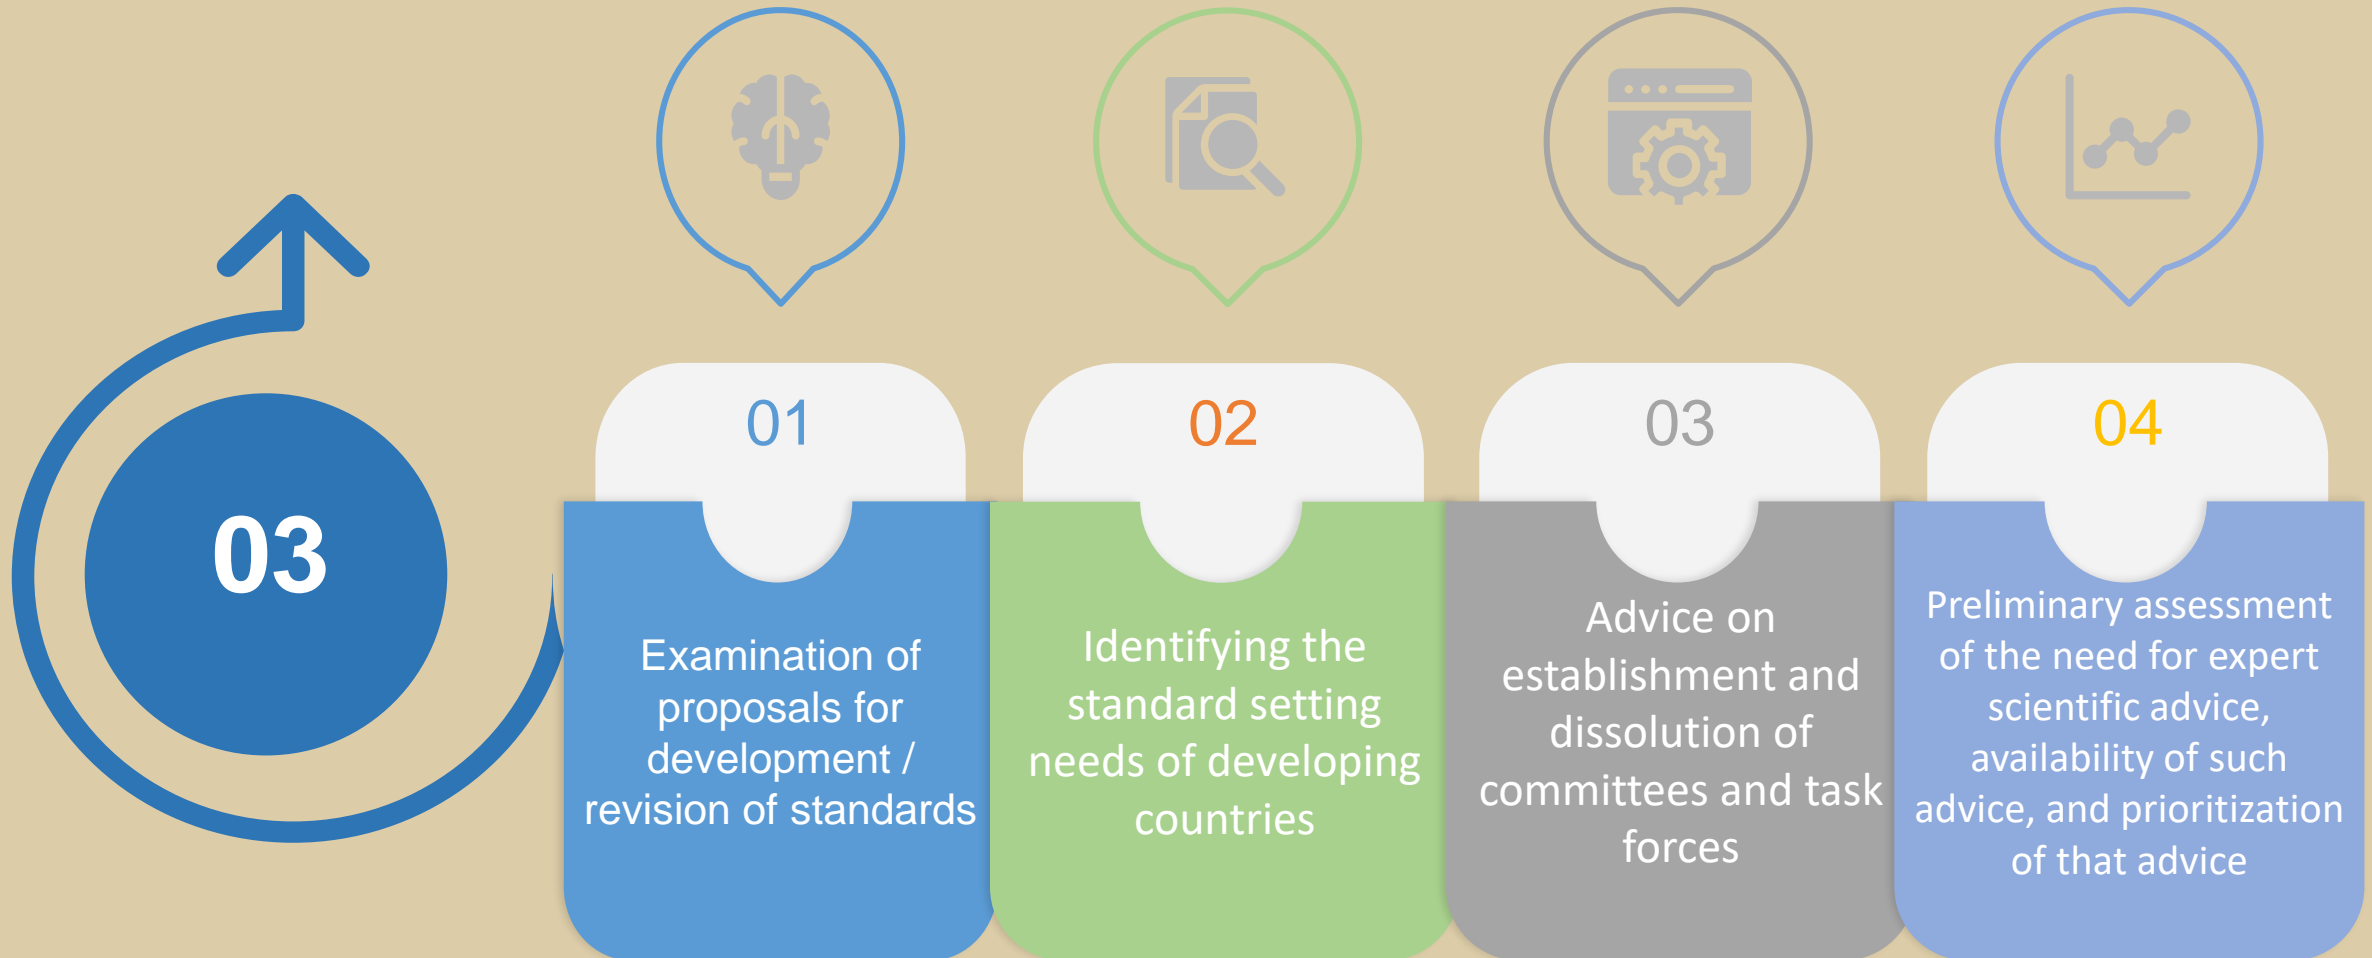 03
01
Examination of
proposals for
development /
revision of standards
02
Identifying the
standard setting
needs of developing
countries
03
Advice on
establishment and
dissolution of
committees and task
forces
04
Preliminary assessment
of the need for expert
scientific advice,
availability of such
advice, and prioritization
of that advice